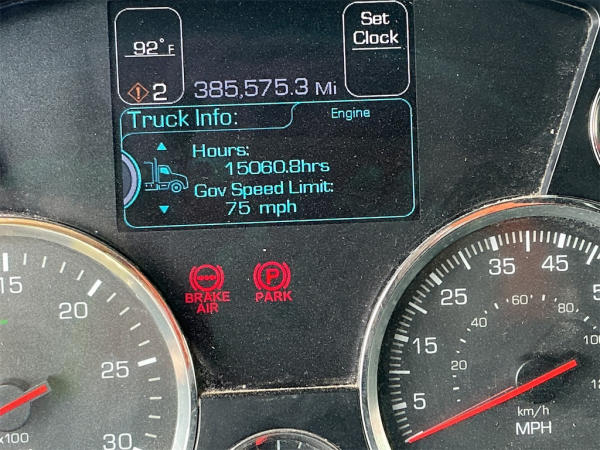 92°F
Set
Clock
2
385,575.3 Mi
Truck Info:
Engine
Hours:
15060.8hrs
Gov Speed Limit:
75 mph
BRAKE
AIR
P
PARK
15
20
25
30
x100
5
15
25
35
45
20
40
60
80
km/h
MPH